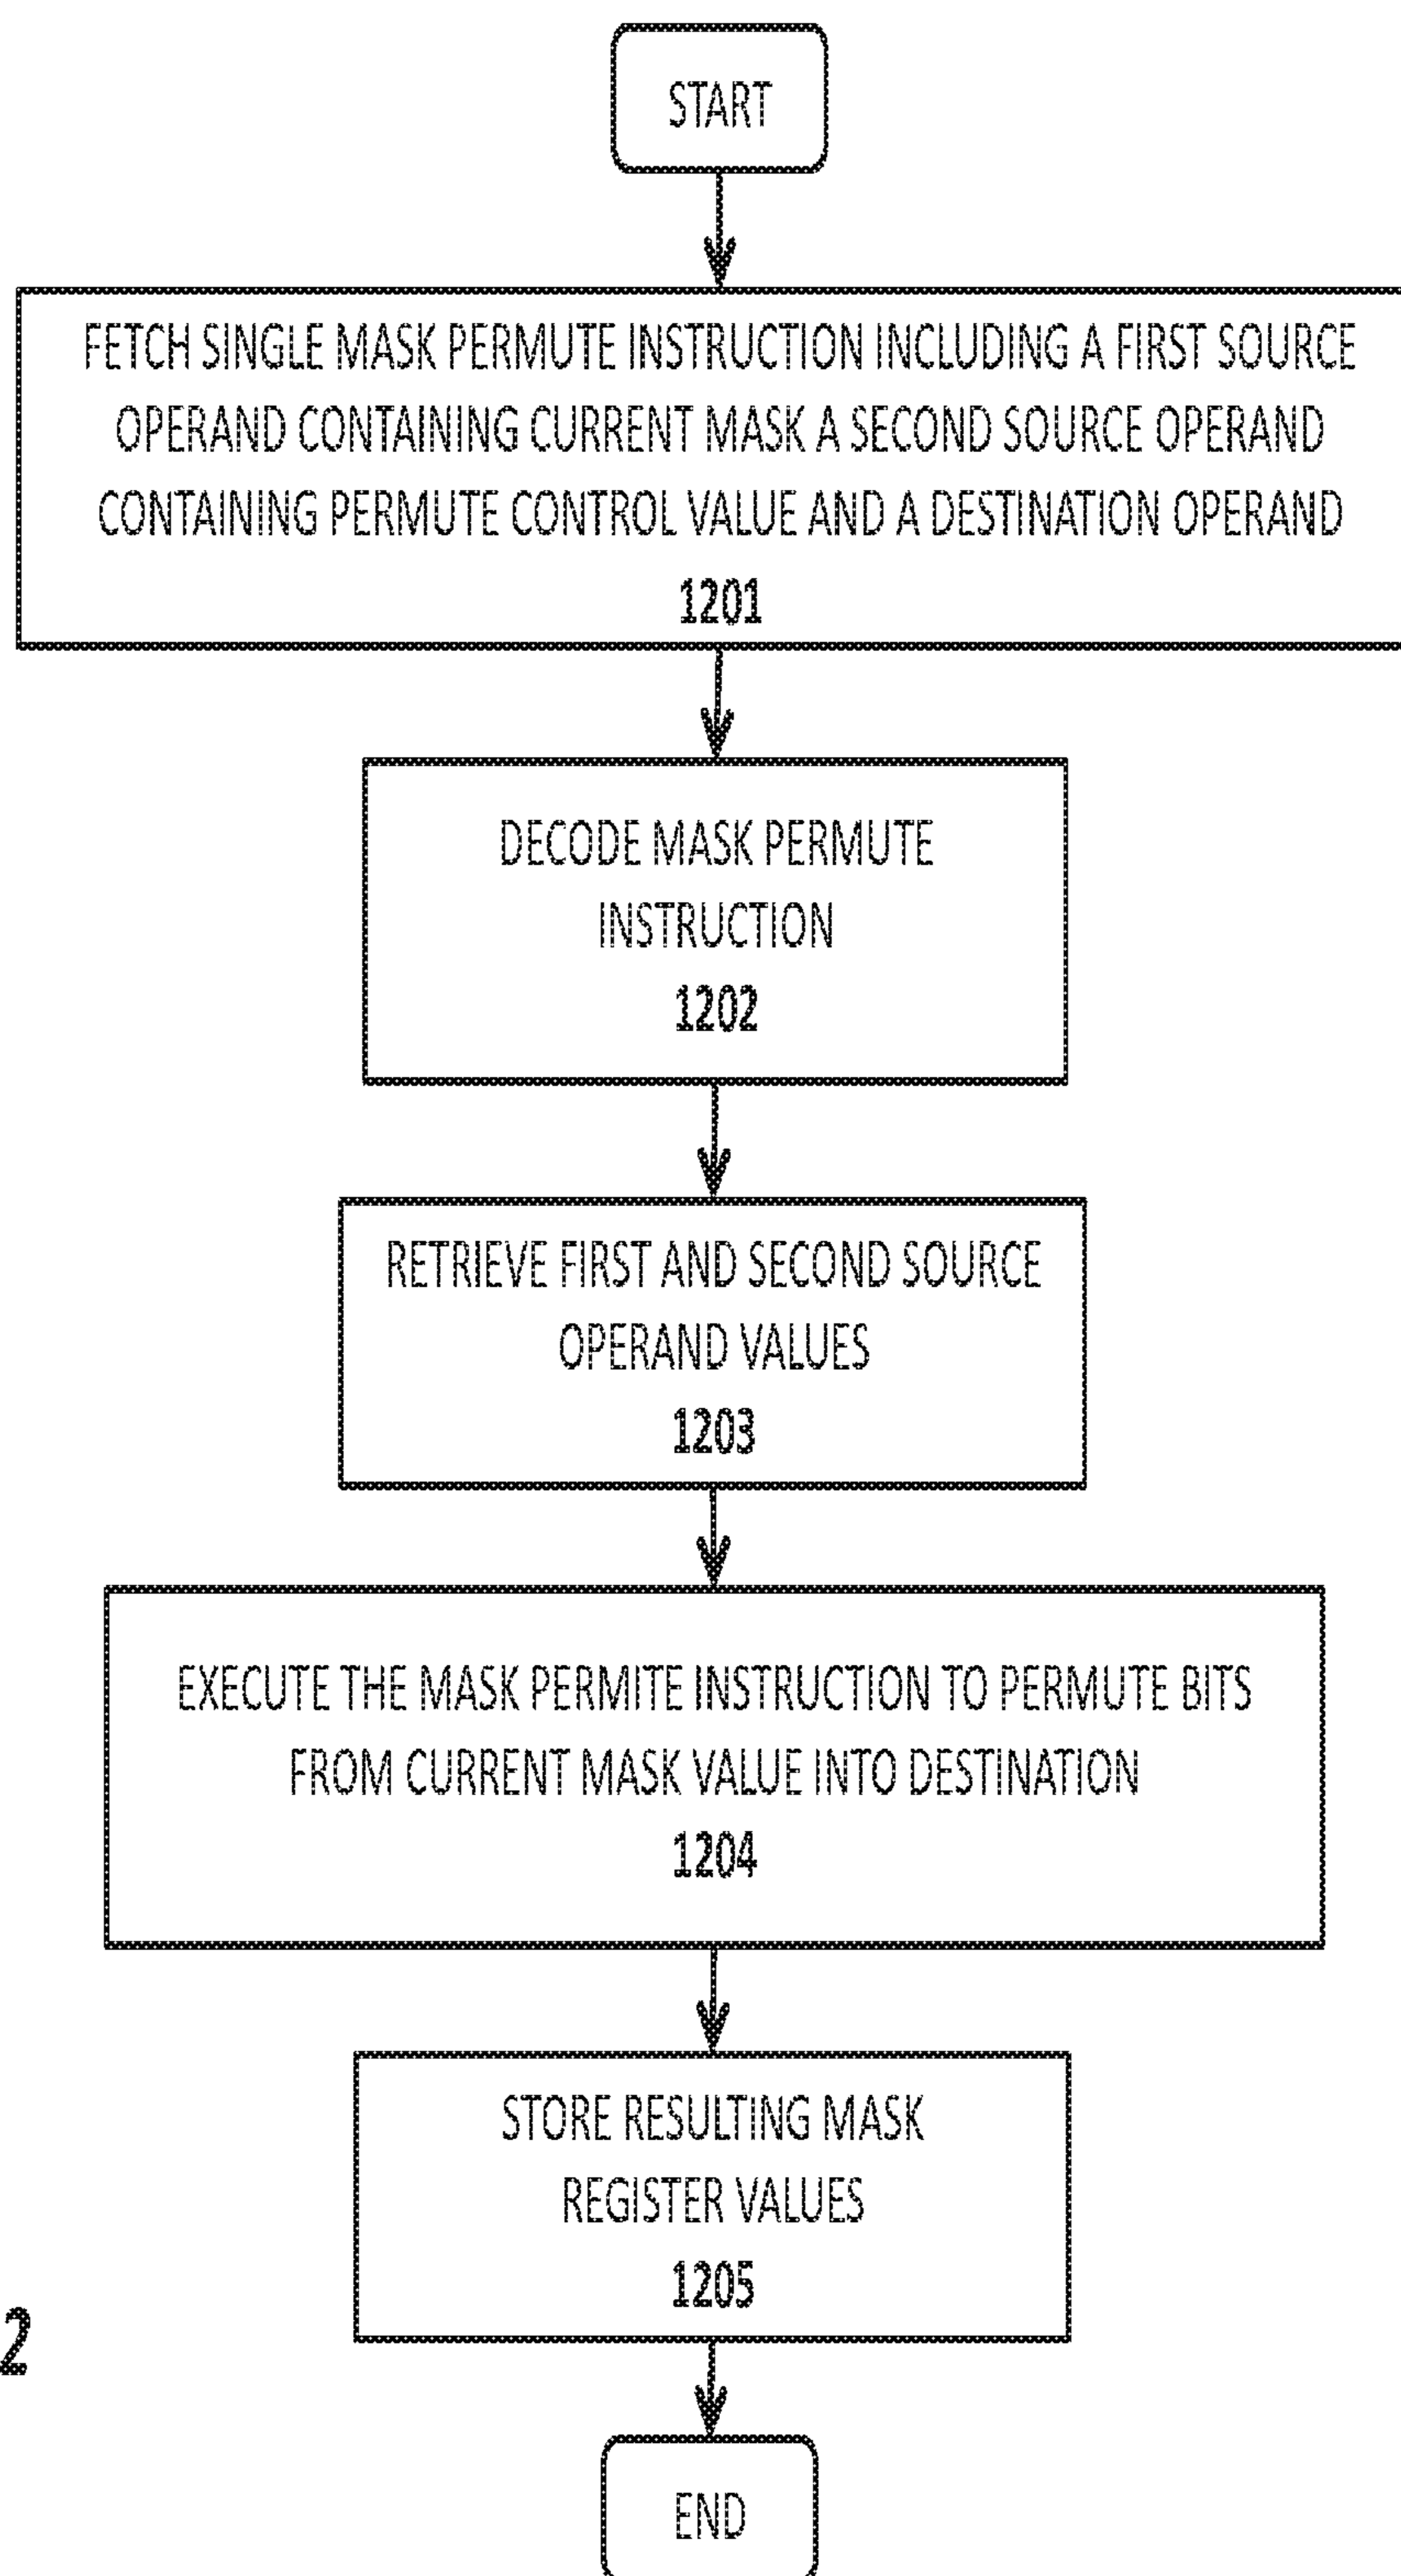 START
FETCH SINGLE MASK PERMUTE INSTRUCTION INCLUDING A FIRST SOURCE
OPERAND CONTAINING CURRENT MASK A SECOND SOURCE OPERAND
CONTAINING PERMUTE CONTROL VALUE AND A DESTINATION OPERAND
1201
DECODE MASK PERMUTE
INSTRUCTION
1202
RETRIEVE FIRST AND SECOND SOURCE
OPERAND VALUES
1203
EXECUTE THE MASK PERMITE INSTRUCTION TO PERMUTE BITS
FROM CURRENT MASK VALUE INTO DESTINATION
1204
STORE RESULTING MASK
REGISTER VALUES
1205
2
END